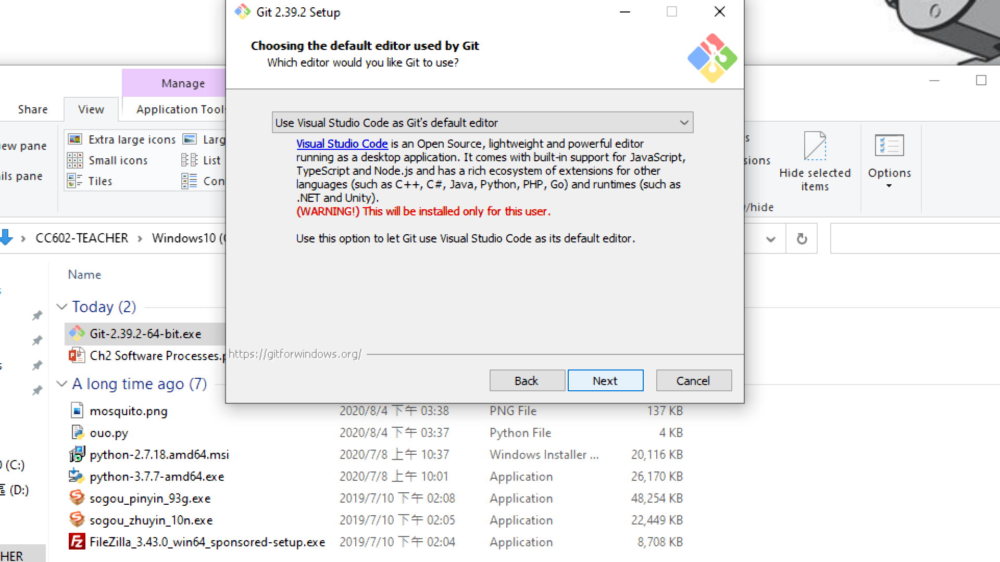 Git 2.39.2 Setup
Choosing the default editor used by Git
Which editor would you like Git to use?
Use Visual Studio Code as Git's default editor
Visual Studio Code is an Open Source, lightweight and powerful editor
running as a desktop application. It comes with built-in support for JavaScript,
TypeScript and Node.js and has a rich ecosystem of extensions for other
languages (such as C++, C#, Java, Python, PHP, Go) and runtimes (such as
.NET and Unity).
(WARNING!) This will be installed only for this user.
Use this option to let Git use Visual Studio Code as its default editor.
https://gitforwindows.org/
Back Next Cancel
Manage
Share View Application Tools
ew pane
ils pane
Extra large icons Larg
Small icons List
Tiles Con
s
sions
Hide selected
items
Options
/hide
CC602-TEACHER > Windows10 (
Name
Today (2)
Git-2.39.2-64-bit.exe
Ch2 Software Processes.p
A long time ago (7)
mosquito.png 2020/8/4 下午 03:38 PNG File 137 KB
ouo.py 2020/8/4 下午 03:37 Python File 4 KB
python-2.7.18.amd64.msi 2020/7/8 上午 10:37 Windows Installer ... 20,116 KB
python-3.7.7-amd64.exe 2020/7/8 上午 10:01 Application 26,170 KB
sogou_pinyin_93g.exe 2019/7/10 下午 02:08 Application 48,254 KB
sogou_zhuyin_10n.exe 2019/7/10 下午 02:05 Application 22,449 KB
FileZilla_3.43.0_win64_sponsored-setup.exe 2019/7/10 下午 02:04 Application 8,708 KB
(C:)
(D:)
HER